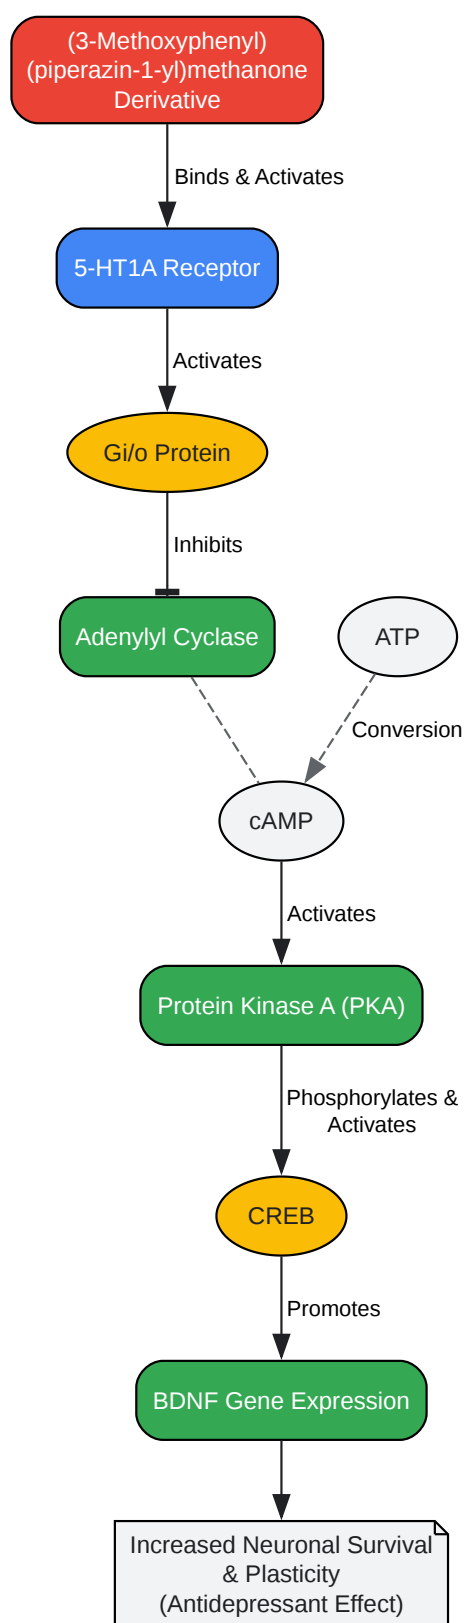 (3-Methoxyphenyl)
(piperazin-1-yl)methanone
Derivative
Binds & Activates
5-HT1A Receptor
Activates
Gi/o Protein
Inhibits
Adenylyl Cyclase
ATP
Conversion
cAMP
Activates
Protein Kinase A (PKA)
Phosphorylates &
Activates
CREB
Promotes
BDNF Gene Expression
Increased Neuronal Survival
& Plasticity
(Antidepressant Effect)